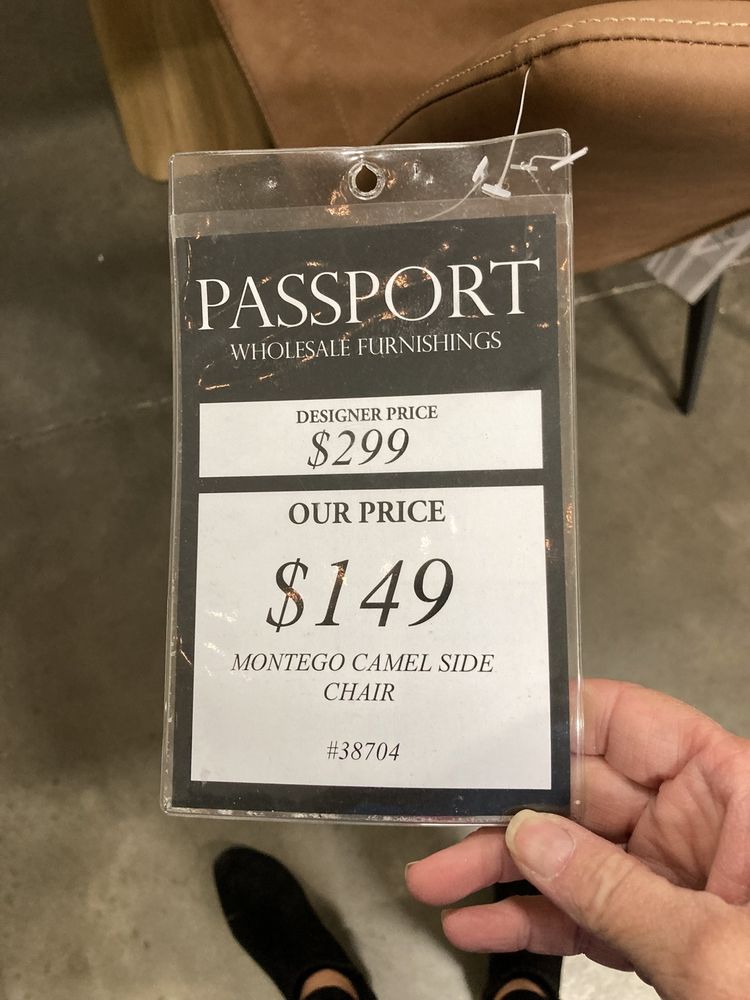 PASSPORT
WHOLESALE FURNISHINGS
DESIGNER PRICE
$299
OUR PRICE
$149
MONTEGO CAMEL SIDE
CHAIR
#38704